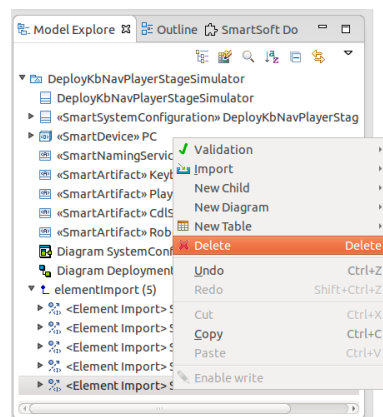 Model Explore Outline SmartSoft Do
DeployKbNavPlayerStageSimulator
DeployKbNavPlayerStageSimulator
«SmartSystemConfiguration» DeployKbNavPlayerStag
«SmartDevice» PC
«SmartNamingServic
«SmartArtifact» Keyb
«SmartArtifact» Play
«SmartArtifact» CdlS
«SmartArtifact» Rob
Diagram SystemConf
Diagram Deployment
elementImport (5)
<Element Import> S
<Element Import> S
<Element Import> S
<Element Import> S
<Element Import> S
Validation
Import
New Child
New Diagram
New Table
Delete Delete
Undo Ctrl+Z
Redo Shift+Ctrl+Z
Cut Ctrl+X
Copy Ctrl+C
Paste Ctrl+V
Enable write